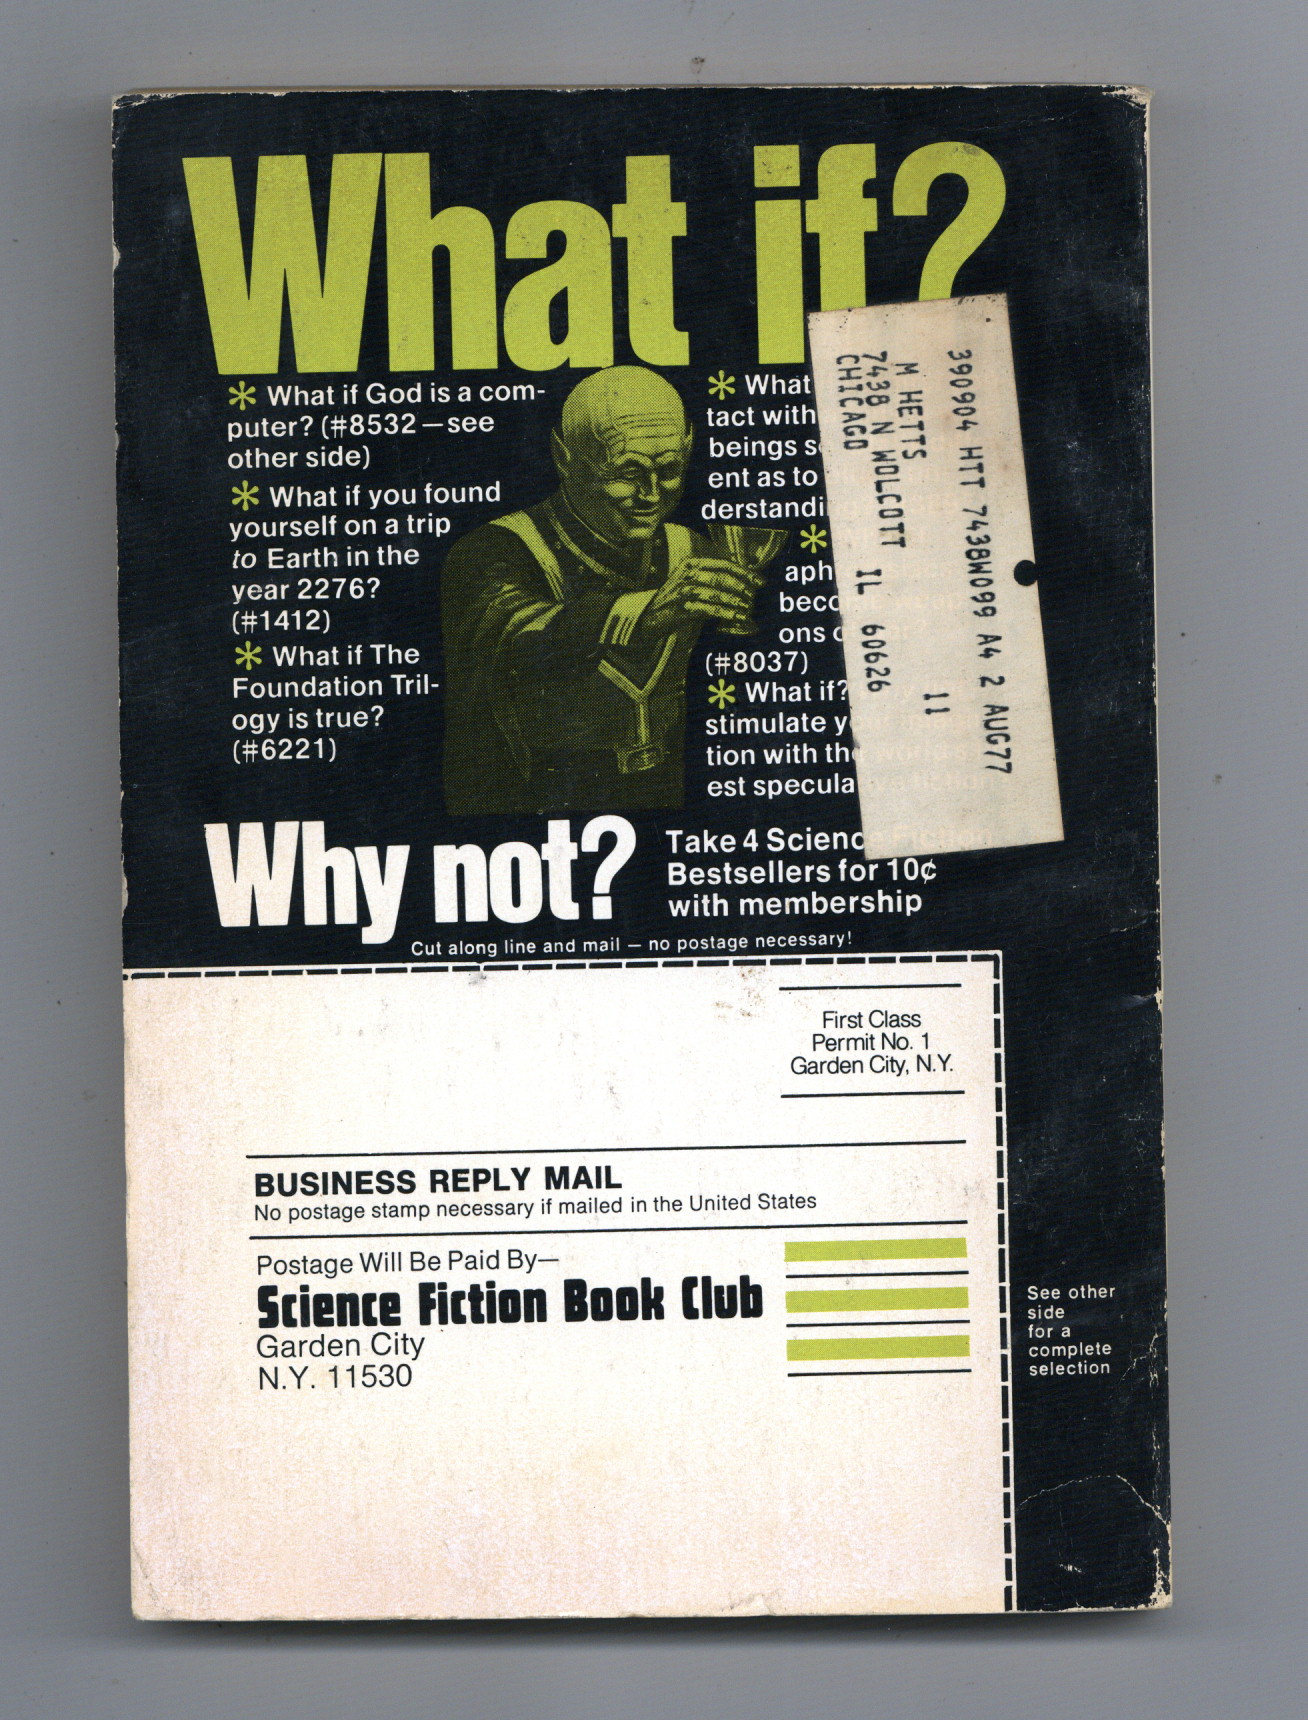 What if?
* What if God is a com-
puter? (#8532—see
other side)
* What if you found
yourself on a trip
to Earth in the
year 2276?
(#1412)
* What if The
Foundation Tril-
ogy is true?
(#6221)
* What
tact with
beings s
ent as to
derstandi
*
aph
beco
ons o
(#8037)
* What if?
stimulate y
tion with the
est specula
390904 HTT 7438W099 A4 2 AUG77
M HETTS 11
7438 N WOLCOTT
CHICAGO IL 60626
Why not?
Take 4 Science Fiction
Bestsellers for 10¢
with membership
Cut along line and mail — no postage necessary!
First Class
Permit No. 1
Garden City, N.Y.
BUSINESS REPLY MAIL
No postage stamp necessary if mailed in the United States
Postage Will Be Paid By—
Science Fiction Book Club
Garden City
N.Y. 11530
See other
side
for a
complete
selection